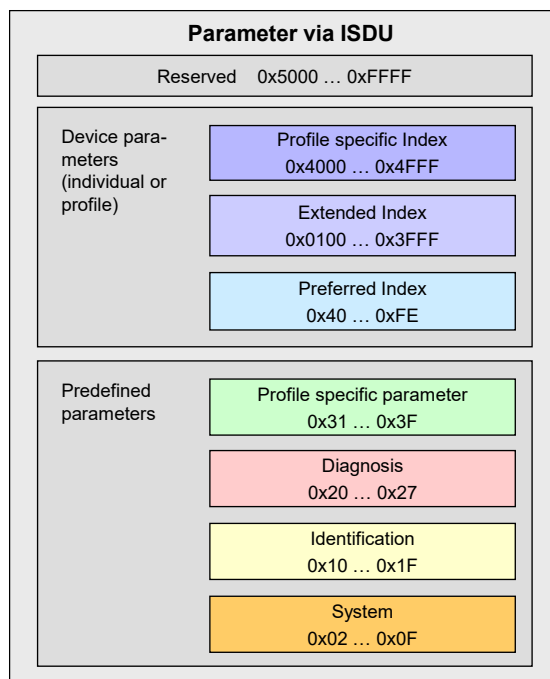 Parameter via ISDU
Reserved 0x5000 … 0xFFFF
Device para-
meters
(individual or
profile)
Profile specific Index
0x4000 … 0x4FFF
Extended Index
0x0100 … 0x3FFF
Preferred Index
0x40 … 0xFE
Predefined
parameters
Profile specific parameter
0x31 … 0x3F
Diagnosis
0x20 … 0x27
Identification
0x10 … 0x1F
System
0x02 … 0x0F